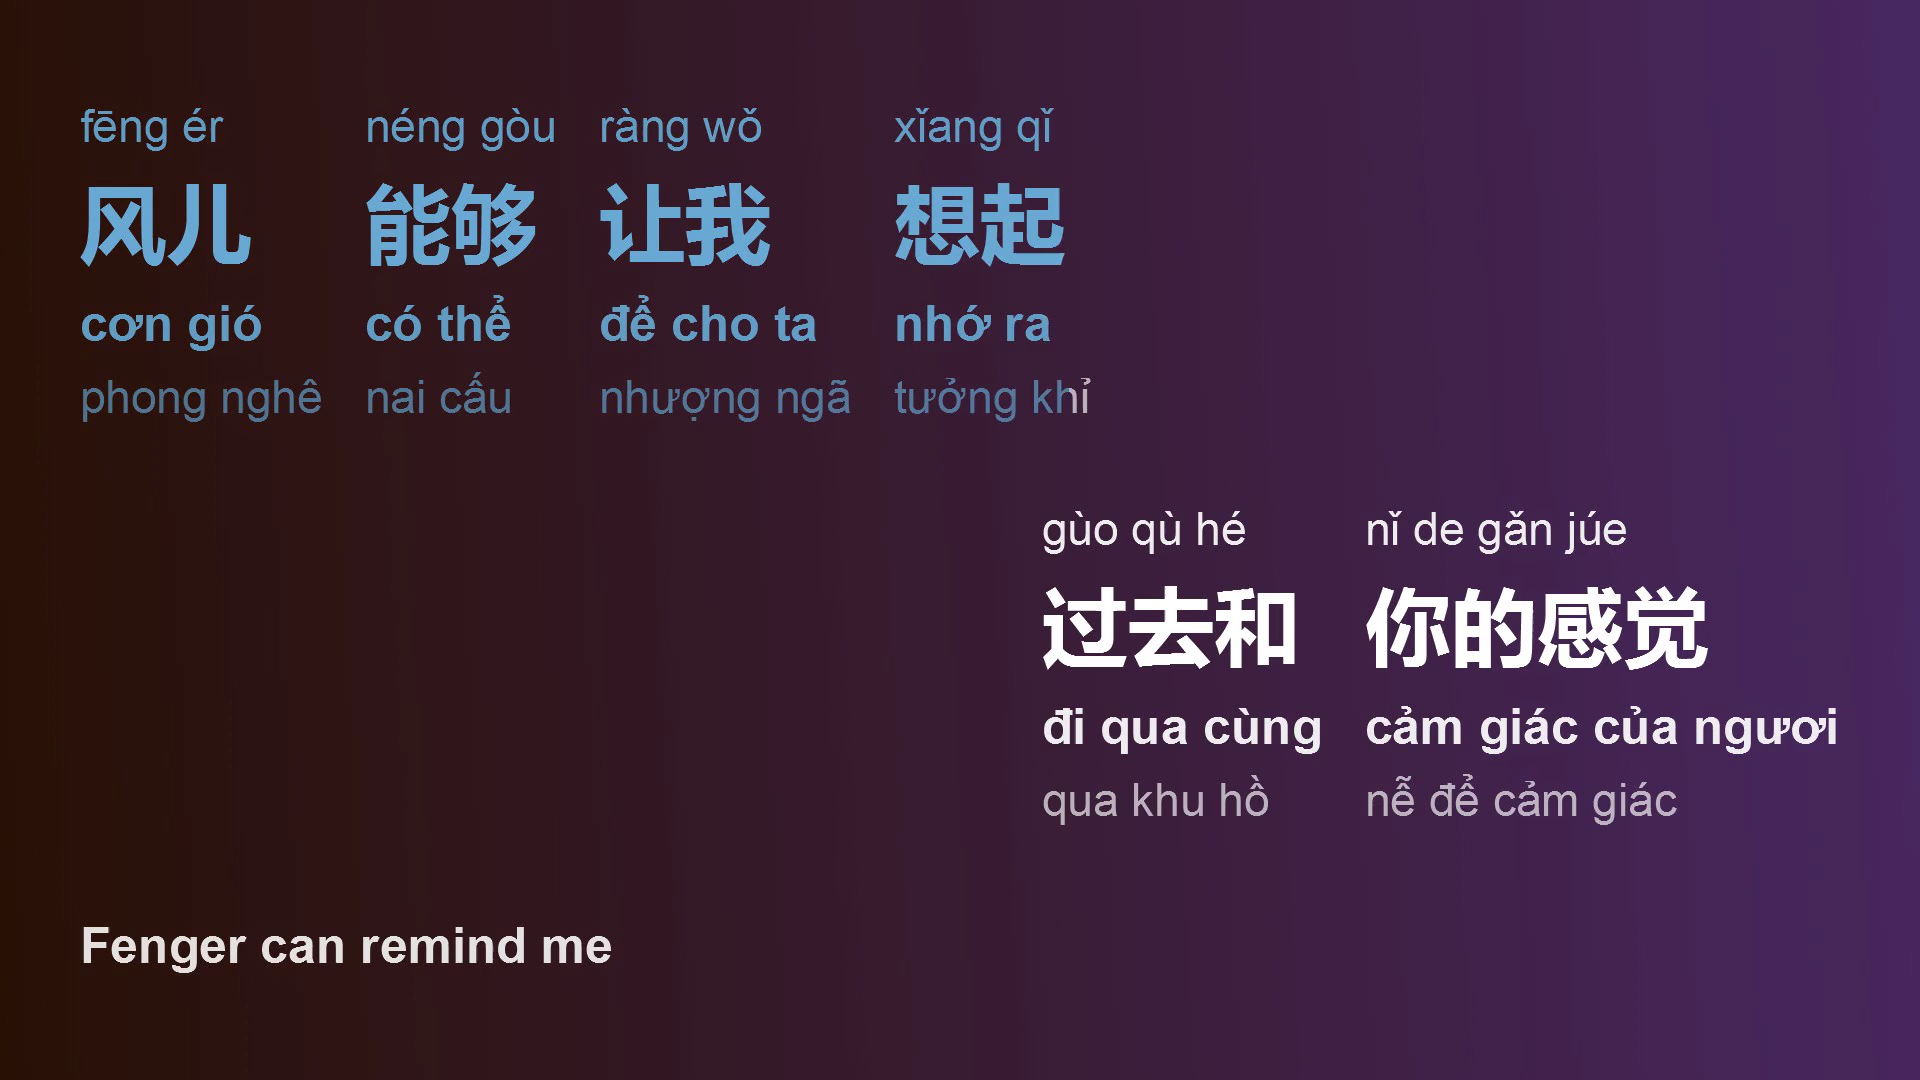 fēng ér néng gòu ràng wǒ xǐang qǐ
风儿 能够 让我 想起
cơn gió có thể để cho ta nhớ ra
phong nghê nai cấu nhượng ngã tưởng khỉ
gùo qù hé nǐ de gǎn júe
过去和 你的感觉
đi qua cùng cảm giác của ngươi
qua khu hồ nễ để cảm giác
Fenger can remind me